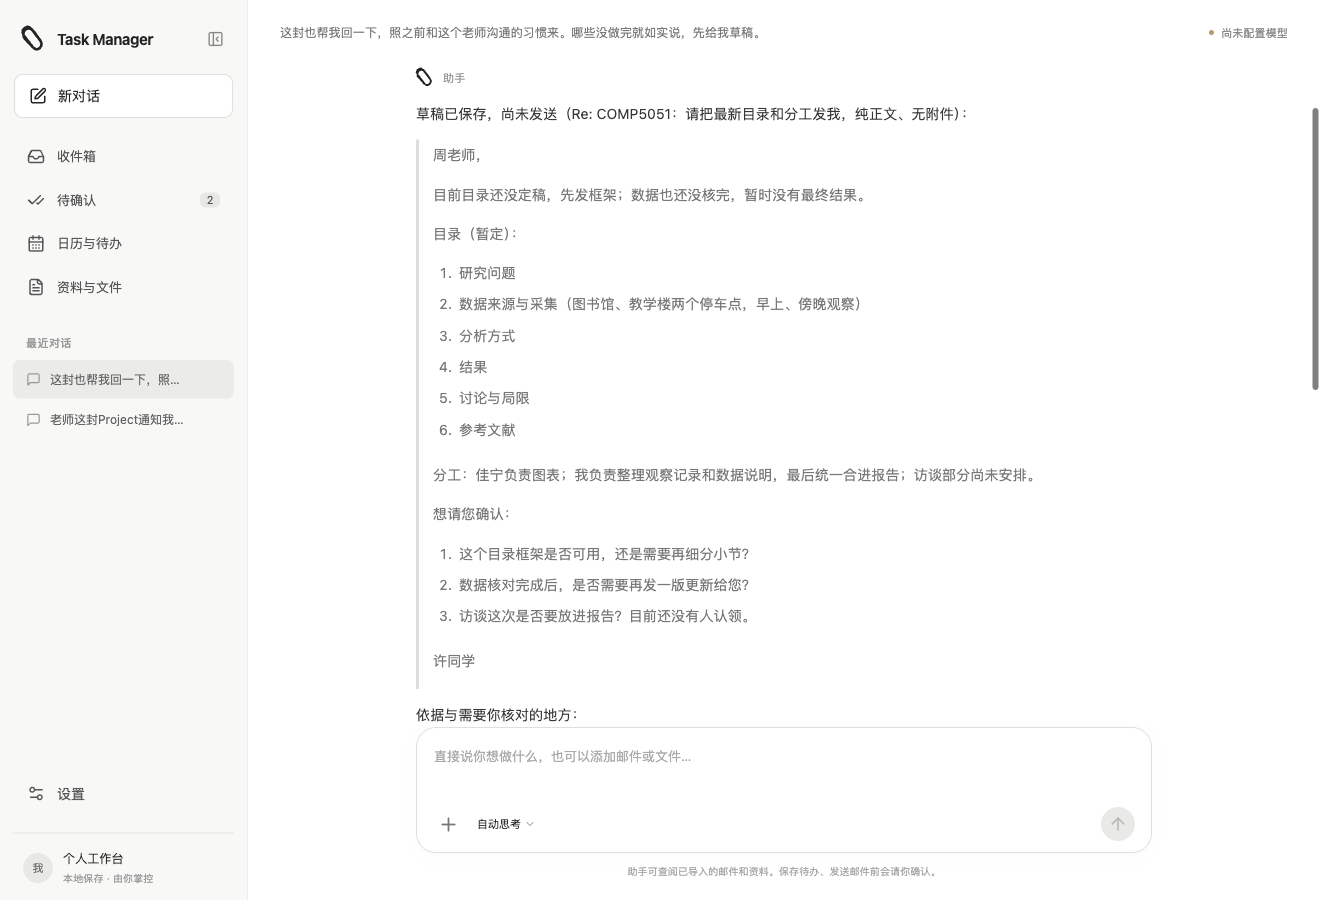 Task Manager
新对话
收件箱
待确认 2
日历与待办
资料与文件
最近对话
这封也帮我回一下，照...
老师这封Project通知我...
设置
我
个人工作台
本地保存 · 由你掌控
这封也帮我回一下，照之前和这个老师沟通的习惯来。哪些没做完就如实说，先给我草稿。
尚未配置模型
助手
草稿已保存，尚未发送（Re: COMP5051：请把最新目录和分工发我，纯正文、无附件）：
周老师，
目前目录还没定稿，先发框架；数据也还没核完，暂时没有最终结果。
目录（暂定）：
1. 研究问题
2. 数据来源与采集（图书馆、教学楼两个停车点，早上、傍晚观察）
3. 分析方式
4. 结果
5. 讨论与局限
6. 参考文献
分工：佳宁负责图表；我负责整理观察记录和数据说明，最后统一合进报告；访谈部分尚未安排。
想请您确认：
1. 这个目录框架是否可用，还是需要再细分小节？
2. 数据核对完成后，是否需要再发一版更新给您？
3. 访谈这次是否要放进报告？目前还没有人认领。
许同学
依据与需要你核对的地方：
直接说你想做什么，也可以添加邮件或文件...
自动思考
助手可查阅已导入的邮件和资料。保存待办、发送邮件前会请你确认。